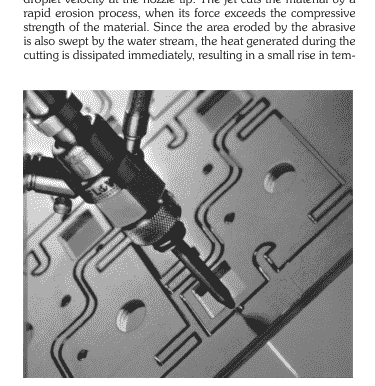 droplet velocity at the nozzle tip. The jet cuts the material by a
rapid erosion process, when its force exceeds the compressive
strength of the material. Since the area eroded by the abrasive
is also swept by the water stream, the heat generated during the
cutting is dissipated immediately, resulting in a small rise in tem-